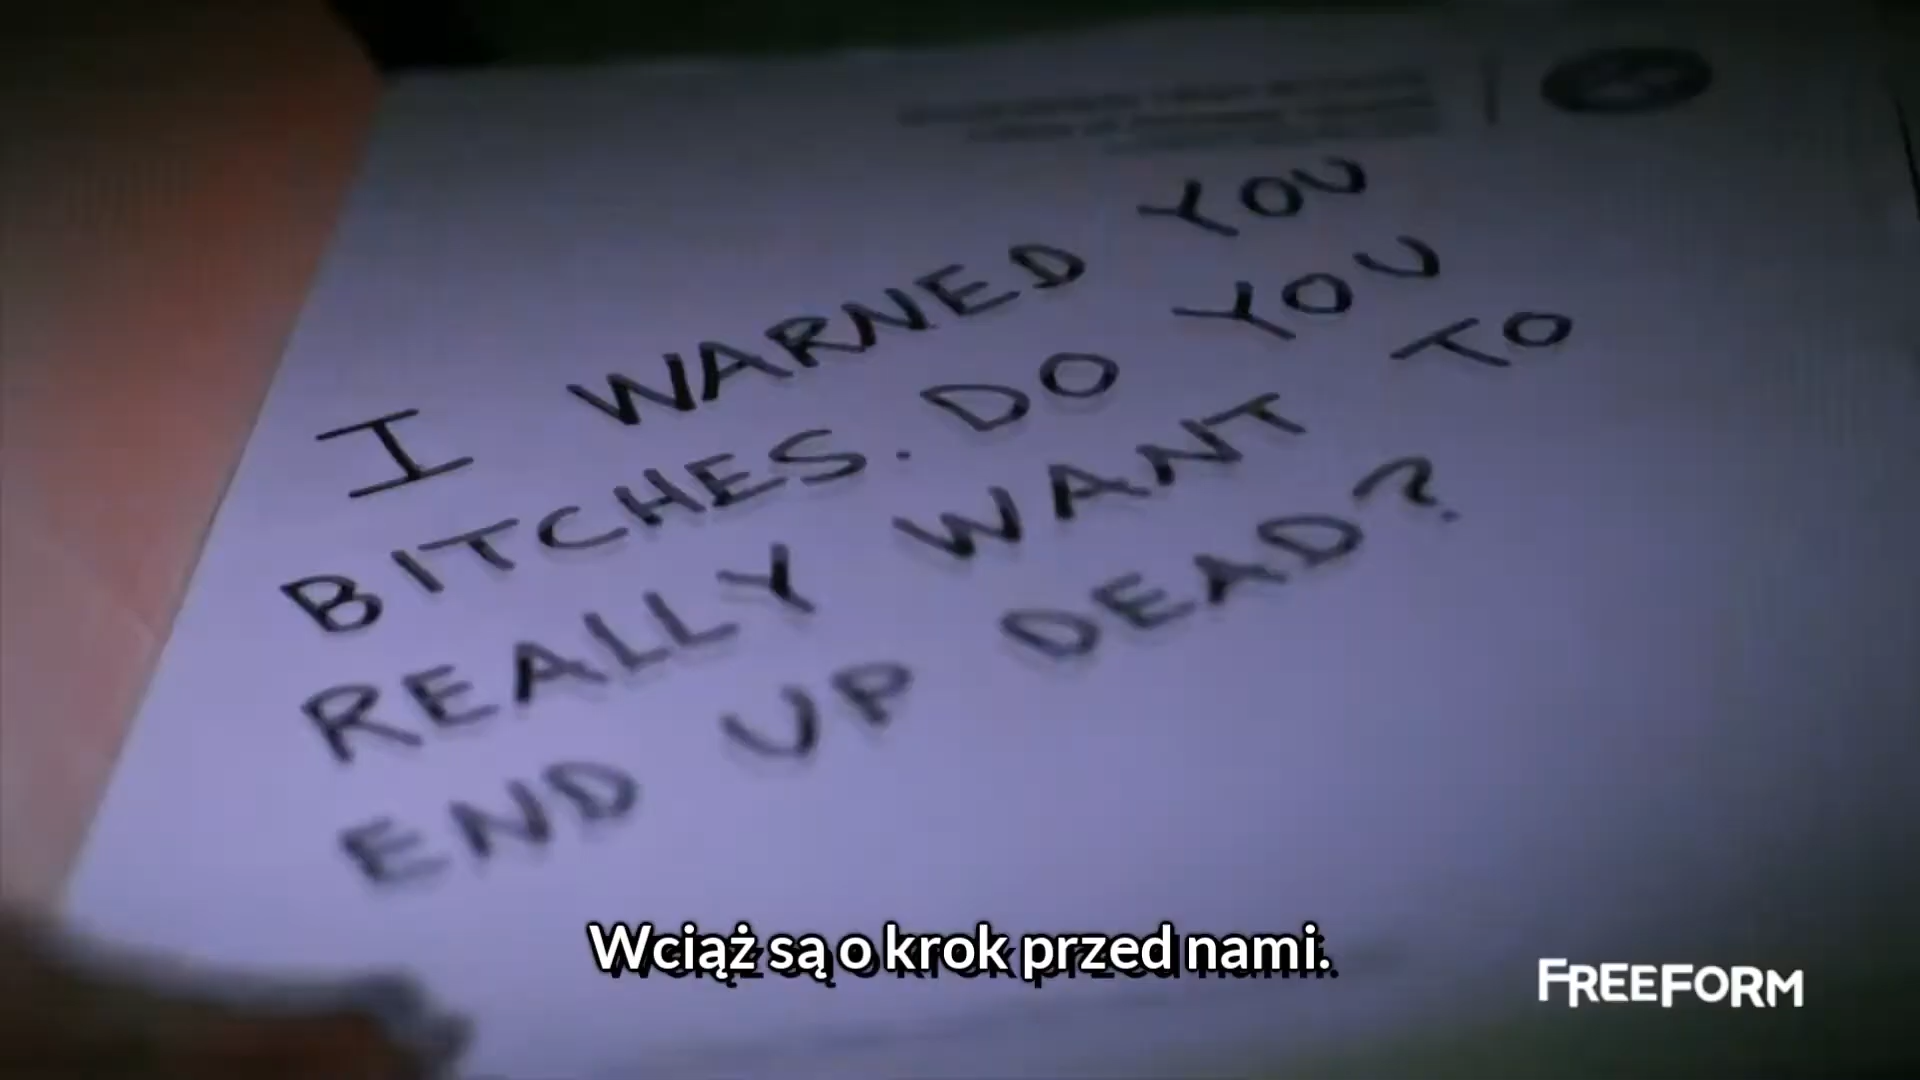 I WARNED YOU
BITCHES. DO YOU
REALLY WANT TO
END UP DEAD?
Wciąż są o krok przed nami.
FREEFORM